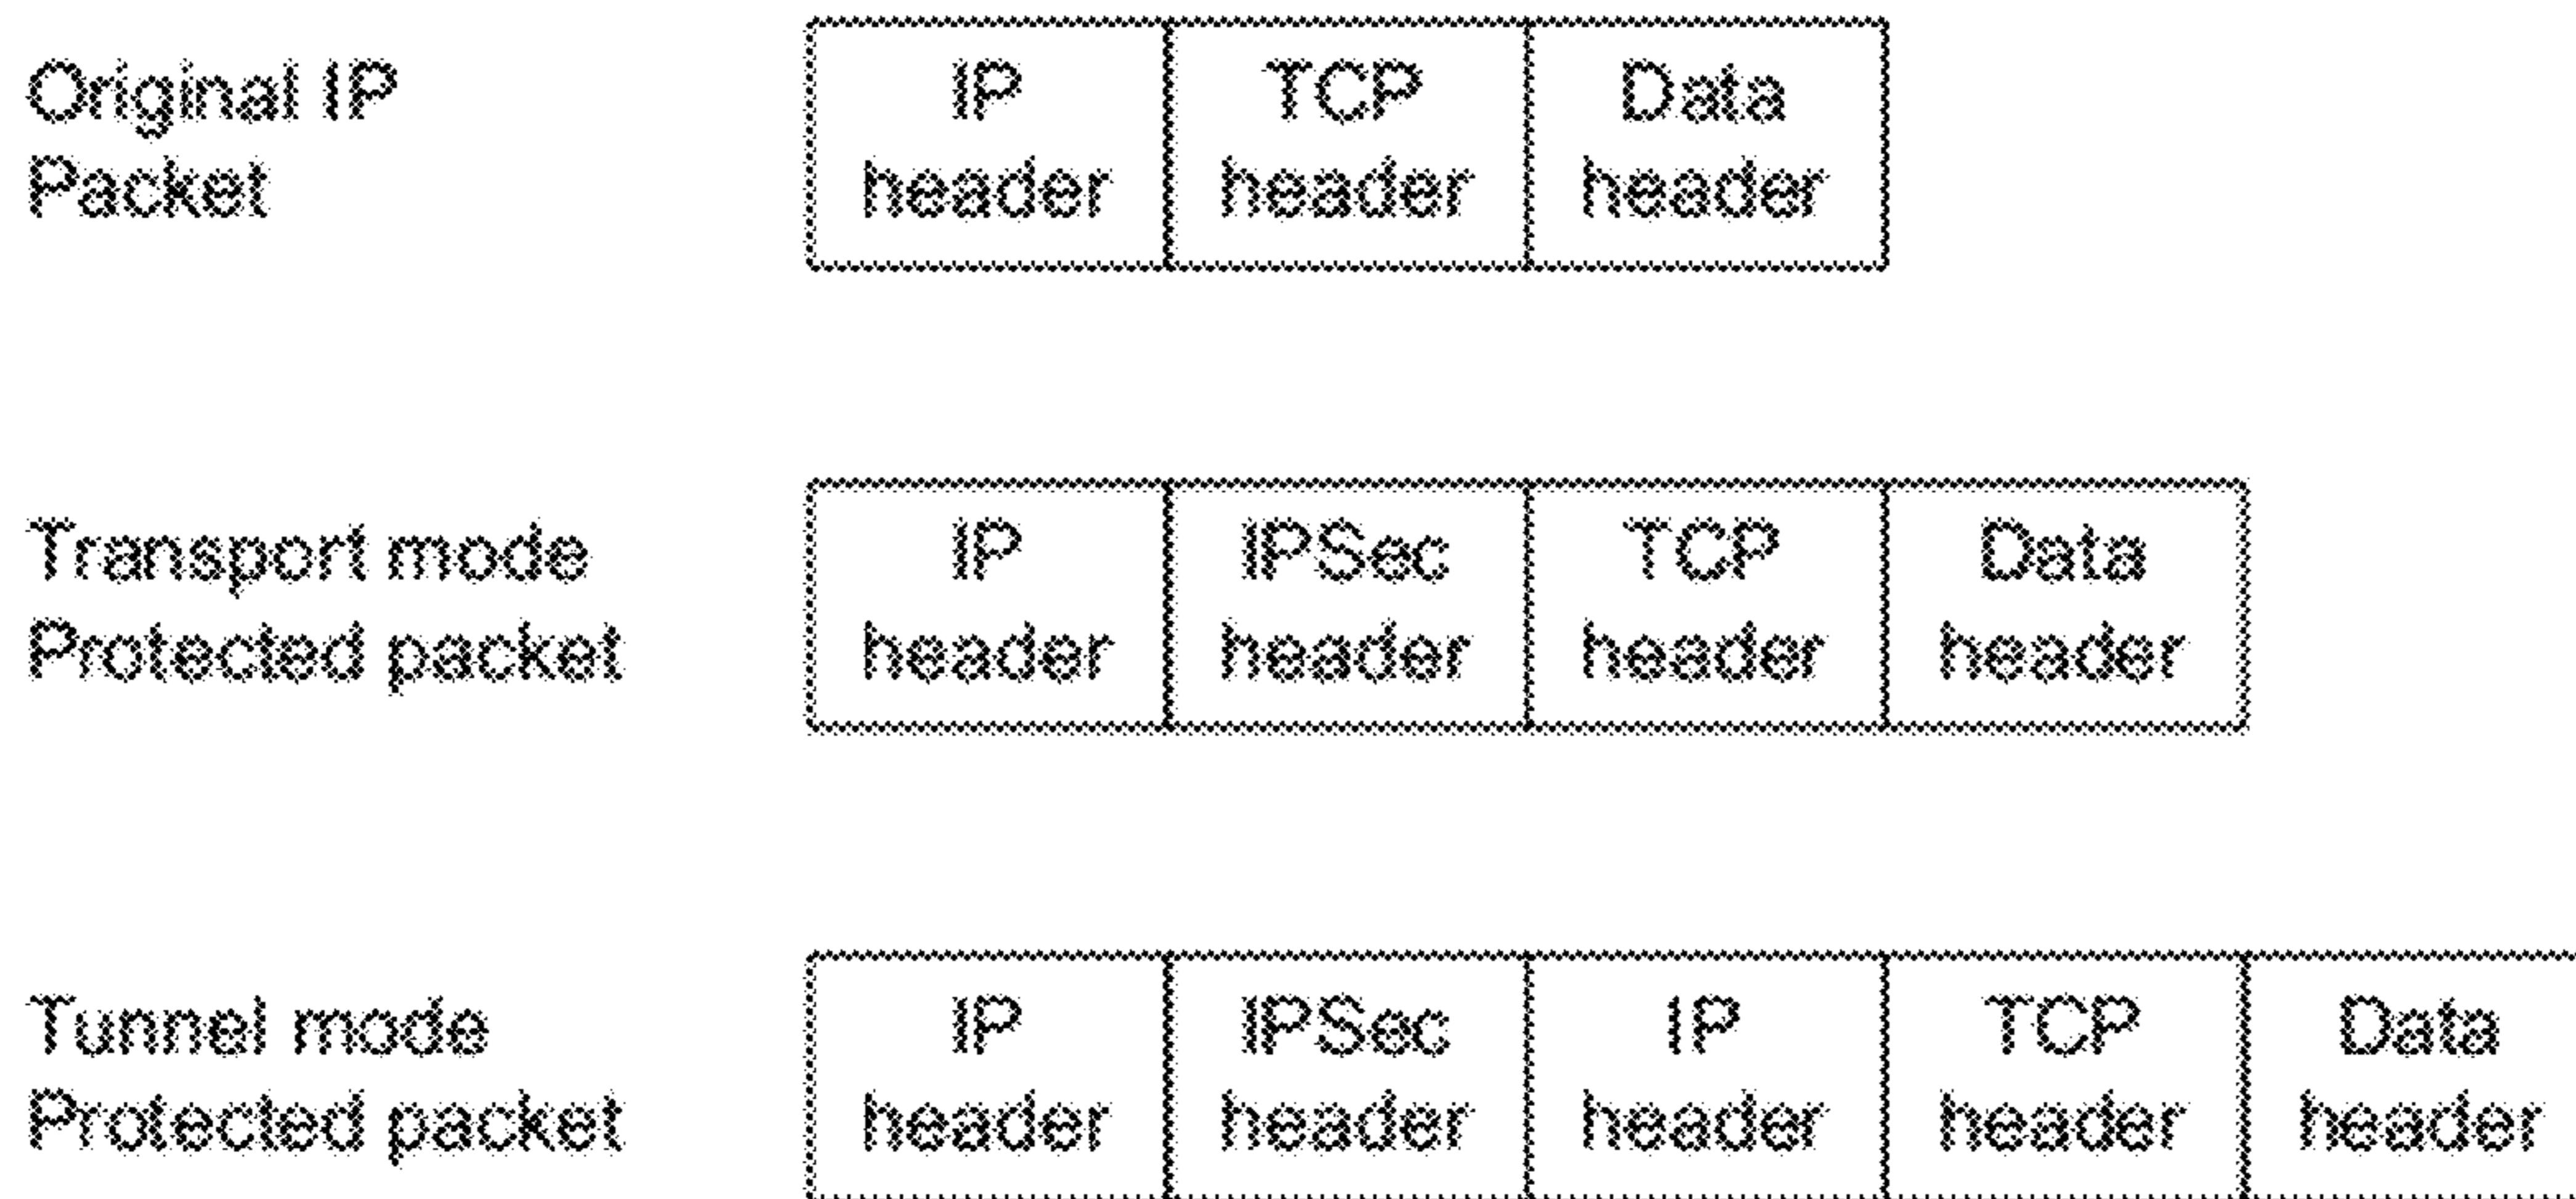 Original IP
Packet
IP header
TCP header
Data header
Transport mode
Protected packet
IP header
IPSec header
TCP header
Data header
Tunnel mode
Protected packet
IP header
IPSec header
IP header
TCP header
Data header